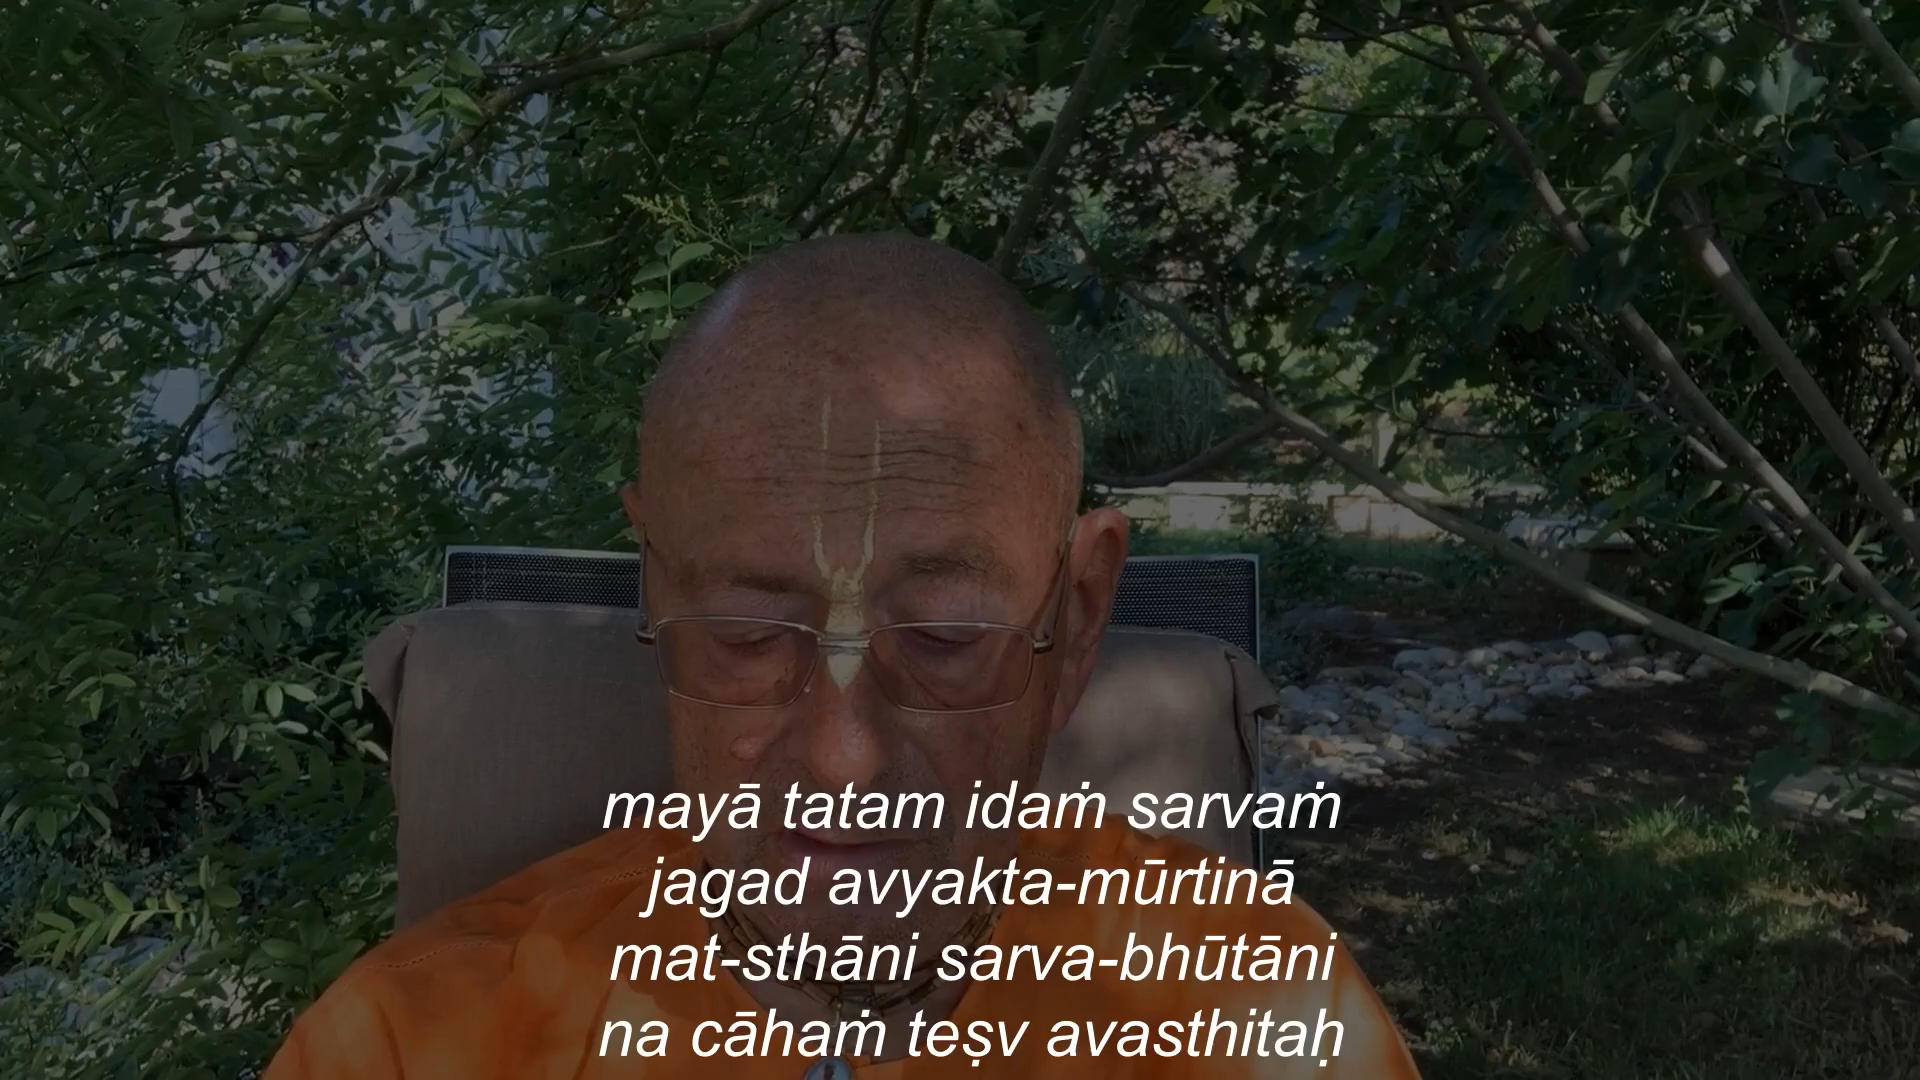 mayā tatam idaṁ sarvaṁ
jagad avyakta-mūrtinā
mat-sthāni sarva-bhūtāni
na cāhaṁ teṣv avasthitaḥ